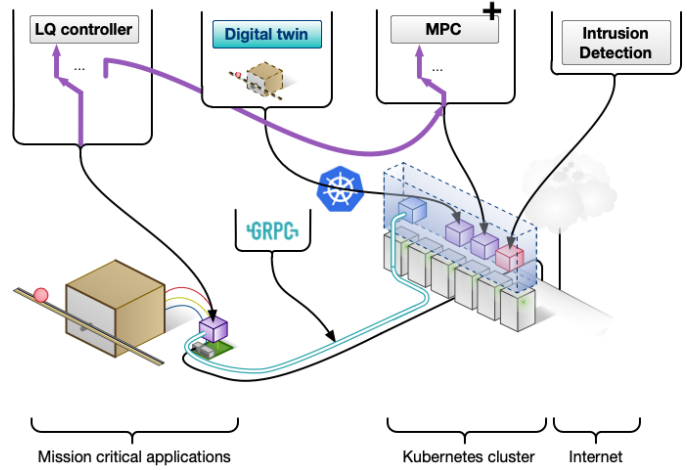 LQ controller
Digital twin
MPC
Intrusion
Detection
...
...
GRPC
Mission critical applications
Kubernetes cluster
Internet